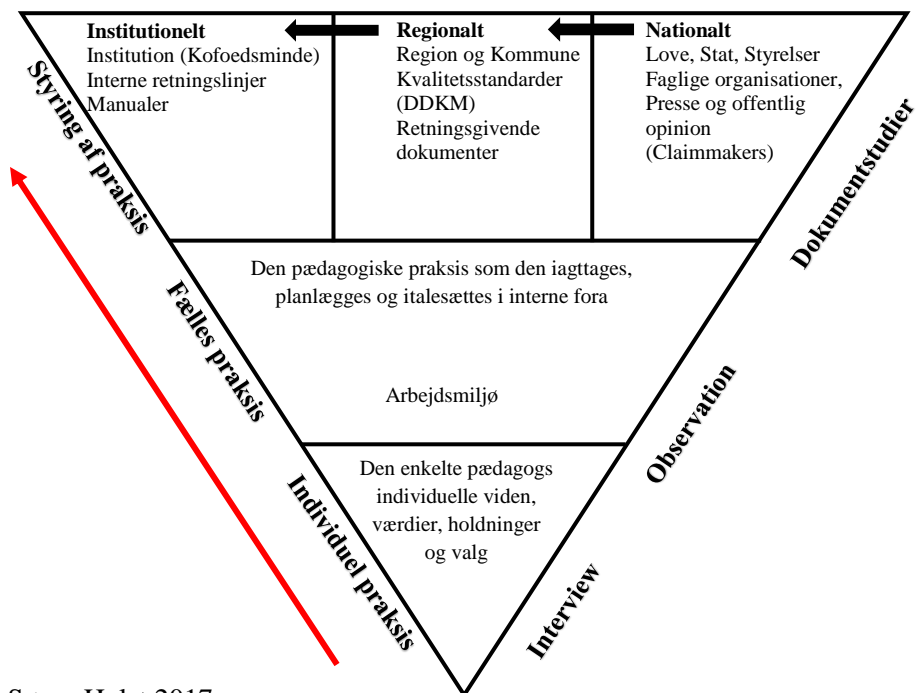 Institutionelt
Institution (Kofoedsminde)
Interne retningslinjer
Manualer
Regionalt
Region og Kommune
Kvalitetsstandarder
(DDKM)
Retningsgivende
dokumenter
Nationalt
Love, Stat, Styrelser
Faglige organisationer,
Presse og offentlig
opinion
(Claimmakers)
Styring af praksis
Dokumentstudier
Den pædagogiske praksis som den iagttages,
planlægges og italesættes i interne fora
Arbejdsmiljø
Fælles praksis
Observation
Den enkelte pædagogs
individuelle viden,
værdier, holdninger
og valg
Individuel praksis
Interview
2017